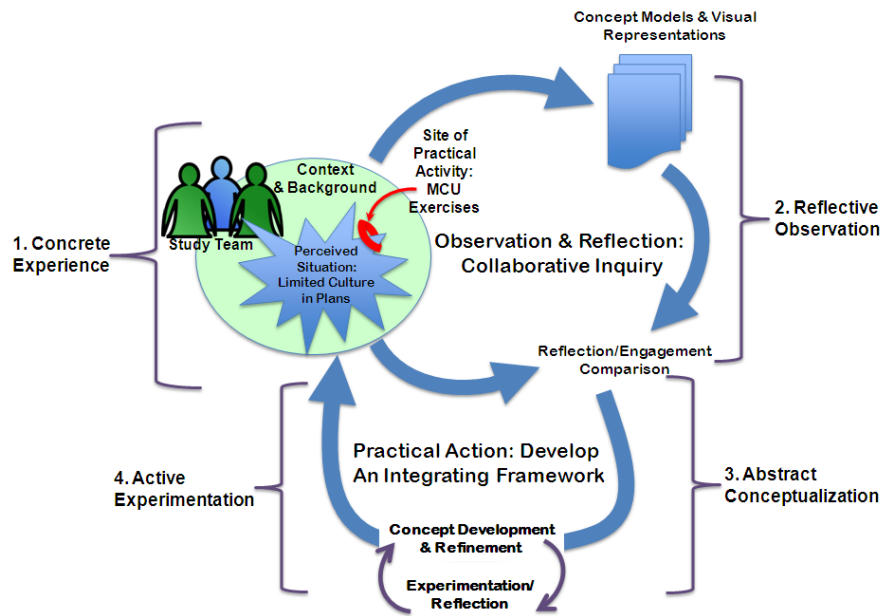 Concept Models & Visual
Representations
Site of
Practical
Activity:
MCU
Exercises
Context
& Background
Study Team
Perceived
Situation:
Limited Culture
in Plans
1. Concrete
Experience
2. Reflective
Observation
Observation & Reflection:
Collaborative Inquiry
Reflection/Engagement
Comparison
Practical Action: Develop
An Integrating Framework
4. Active
Experimentation
3. Abstract
Conceptualization
Concept Development
& Refinement
Experimentation/
Reflection